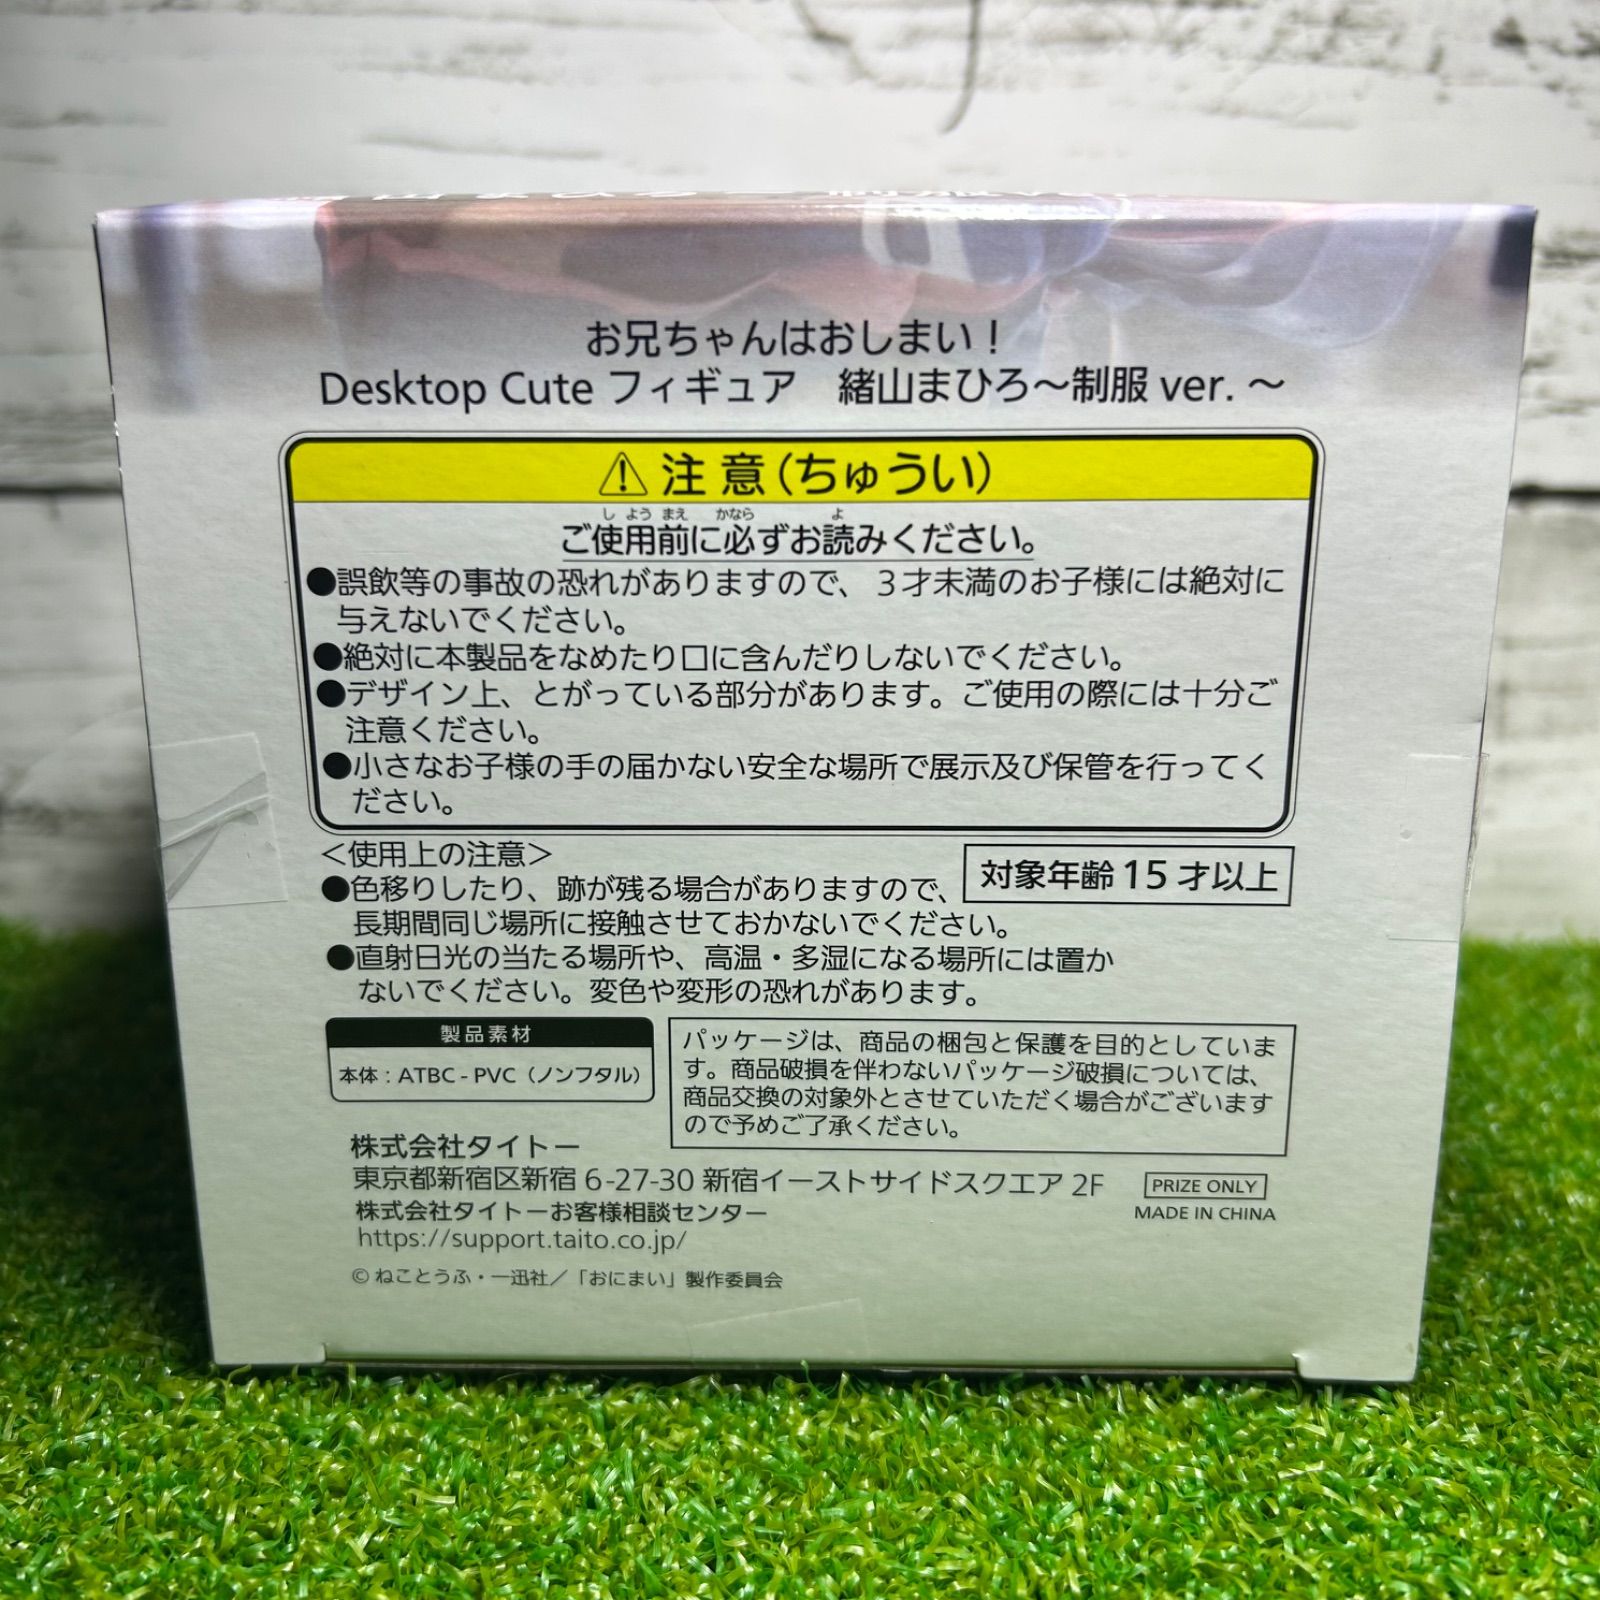 お兄ちゃんはおしまい！
Desktop Cute フィギュア　緒山まひろ～制服 ver. ～
⚠ 注 意（ちゅうい）
ご使用前に必ずお読みください。
●誤飲等の事故の恐れがありますので、３才未満のお子様には絶対に
与えないでください。
●絶対に本製品をなめたり口に含んだりしないでください。
●デザイン上、とがっている部分があります。ご使用の際には十分ご
注意ください。
●小さなお子様の手の届かない安全な場所で展示及び保管を行ってく
ださい。
＜使用上の注意＞
対象年齢 15 才以上
●色移りしたり、跡が残る場合がありますので、
長期間同じ場所に接触させておかないでください。
●直射日光の当たる場所や、高温・多湿になる場所には置か
ないでください。変色や変形の恐れがあります。
製品素材
本体：ATBC - PVC（ノンフタル）
パッケージは、商品の梱包と保護を目的としていま
す。商品破損を伴わないパッケージ破損については、
商品交換の対象外とさせていただく場合がございます
ので予めご了承ください。
株式会社タイトー
東京都新宿区新宿 6-27-30 新宿イーストサイドスクエア 2F
株式会社タイトーお客様相談センター
https://support.taito.co.jp/
PRIZE ONLY
MADE IN CHINA
© ねことうふ・一迅社／「おにまい」製作委員会